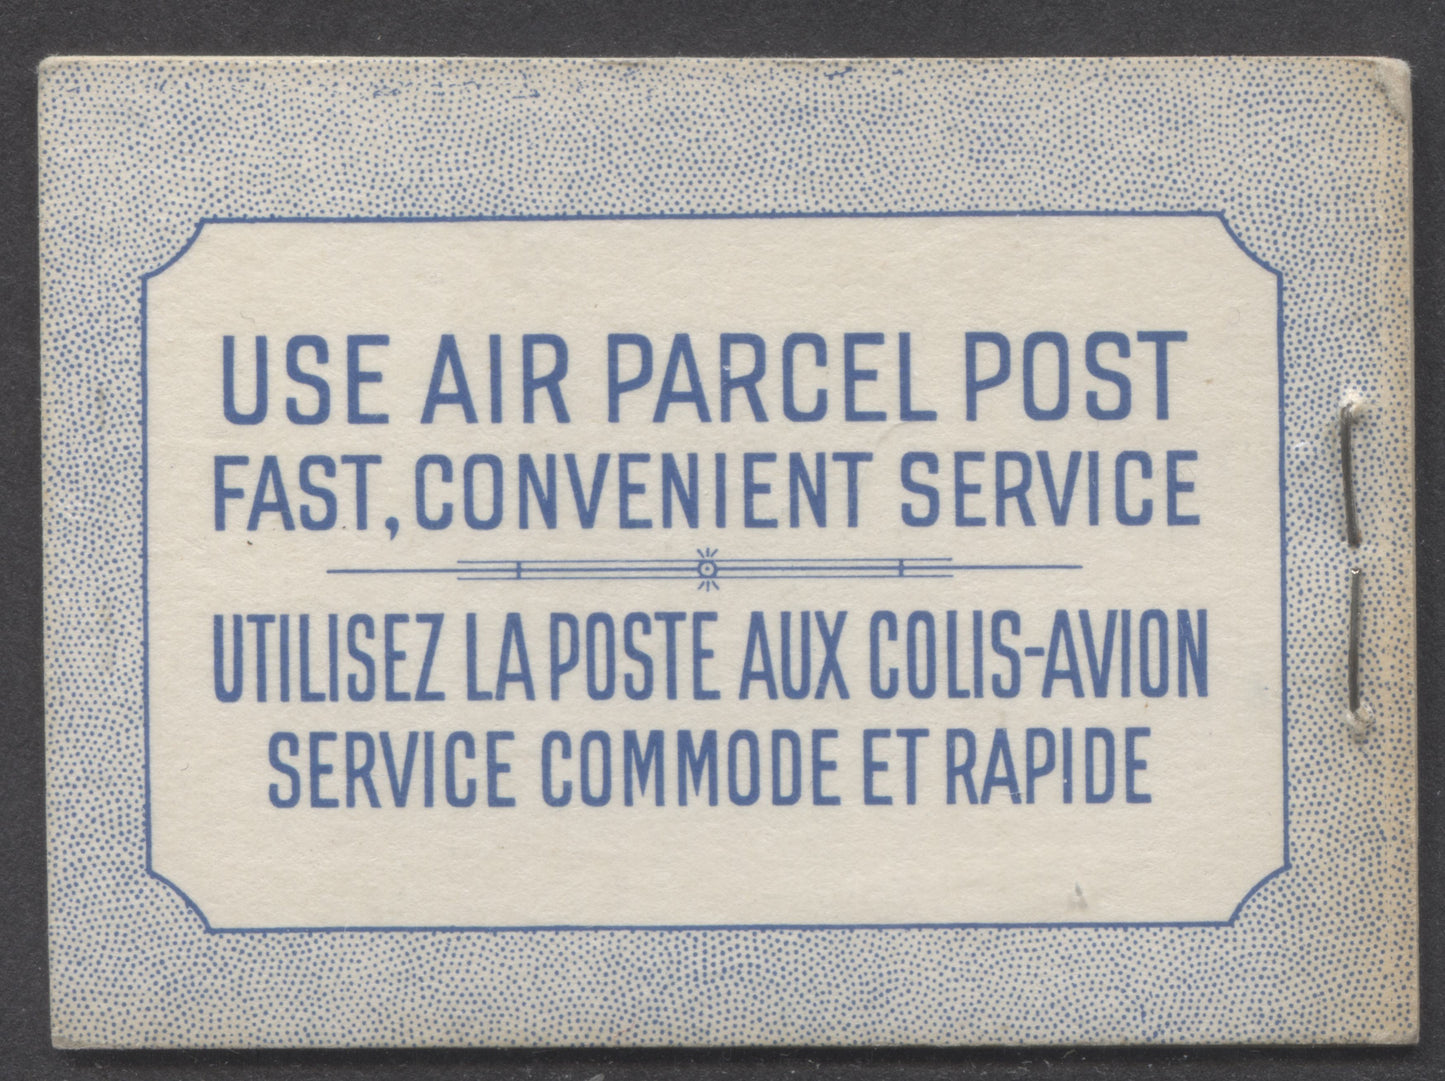 USE AIR PARCEL POST
FAST, CONVENIENT SERVICE
UTILISEZ LA POSTE AUX COLIS-AVION
SERVICE COMMODE ET RAPIDE